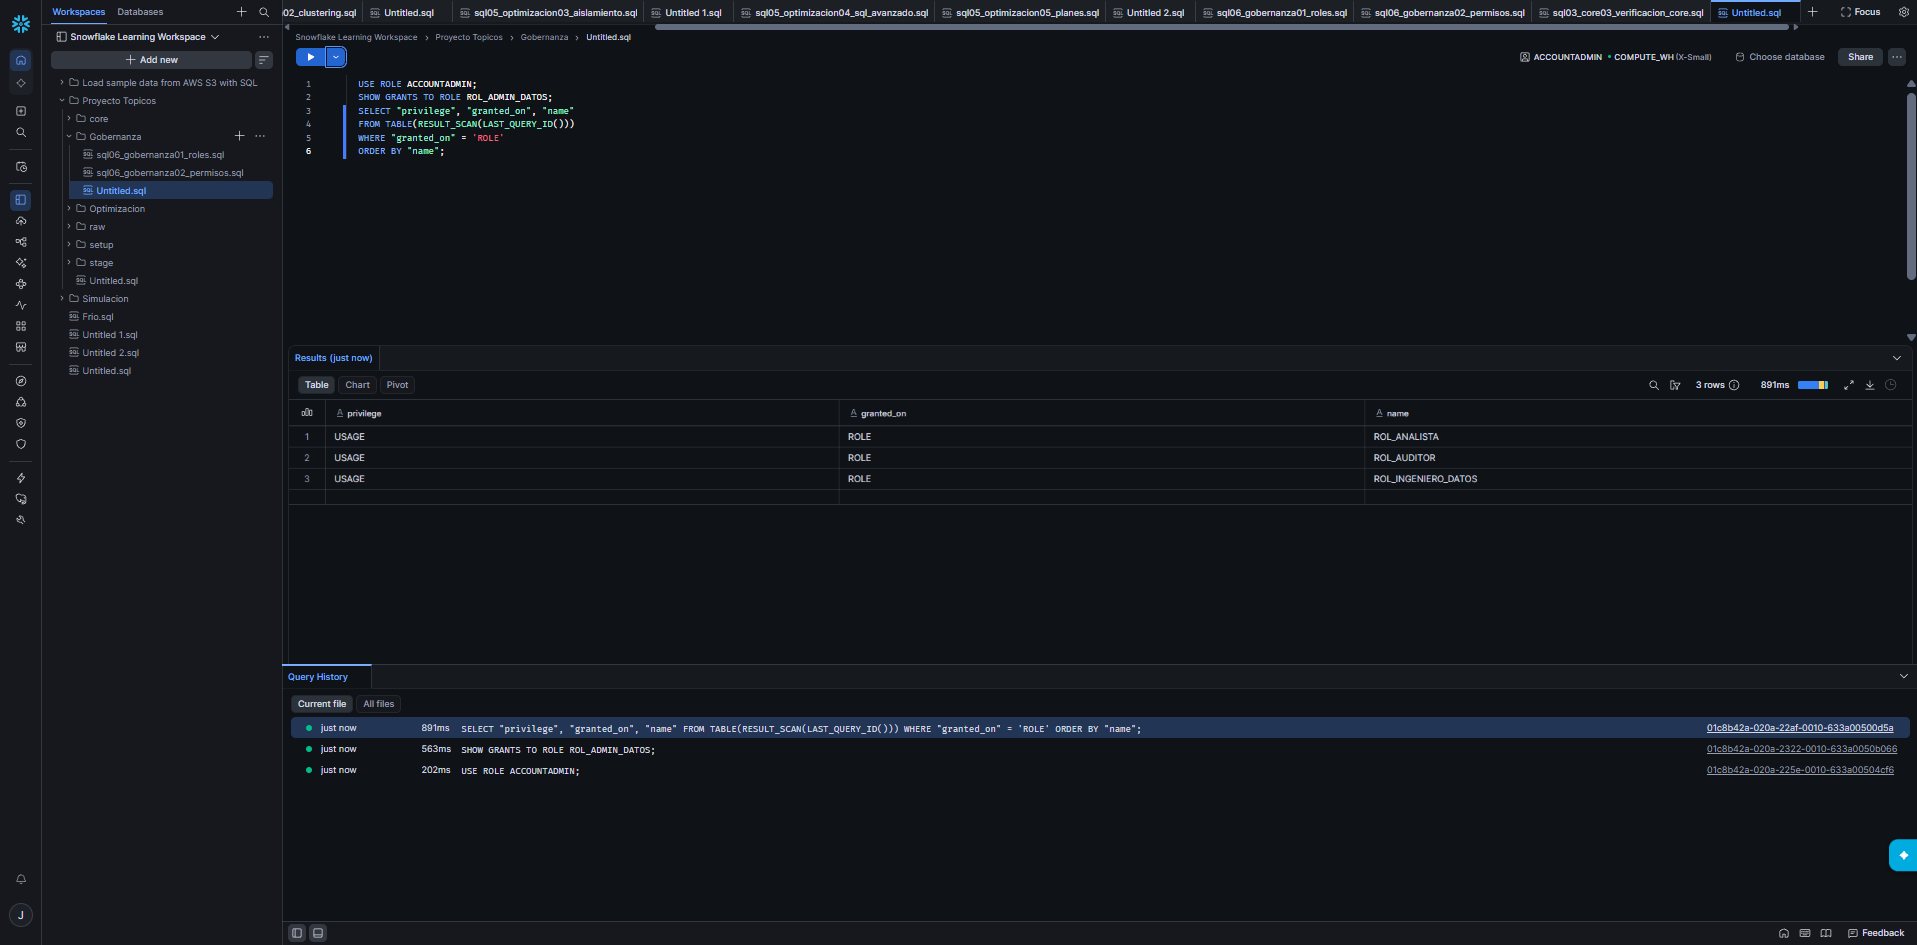 Workspaces Databases
02_clustering.sql Untitled.sql sql05_optimizacion03_aislamiento.sql Untitled 1.sql sql05_optimizacion04_sql_avanzado.sql sql05_optimizacion05_planes.sql Untitled 2.sql sql06_gobernanza01_roles.sql sql06_gobernanza02_permisos.sql sql03_core03_verificacion_core.sql Untitled.sql Focus
Snowflake Learning Workspace
Add new
Load sample data from AWS S3 with SQL
Proyecto Topicos
core
Gobernanza
SQL sql06_gobernanza01_roles.sql
SQL sql06_gobernanza02_permisos.sql
SQL Untitled.sql
Optimizacion
raw
setup
stage
SQL Untitled.sql
Simulacion
SQL Frio.sql
SQL Untitled 1.sql
SQL Untitled 2.sql
SQL Untitled.sql
J
Snowflake Learning Workspace > Proyecto Topicos > Gobernanza > Untitled.sql
ACCOUNTADMIN • COMPUTE_WH (X-Small) Choose database Share
1 USE ROLE ACCOUNTADMIN;
2 SHOW GRANTS TO ROLE ROL_ADMIN_DATOS;
3 SELECT "privilege", "granted_on", "name"
4 FROM TABLE(RESULT_SCAN(LAST_QUERY_ID()))
5 WHERE "granted_on" = 'ROLE'
6 ORDER BY "name";
Results (just now)
Table Chart Pivot 3 rows 891ms
A privilege A granted_on A name
1 USAGE ROLE ROL_ANALISTA
2 USAGE ROLE ROL_AUDITOR
3 USAGE ROLE ROL_INGENIERO_DATOS
Query History
Current file All files
just now 891ms SELECT "privilege", "granted_on", "name" FROM TABLE(RESULT_SCAN(LAST_QUERY_ID())) WHERE "granted_on" = 'ROLE' ORDER BY "name"; 01c8b42a-020a-22af-0010-633a00500d5a
just now 563ms SHOW GRANTS TO ROLE ROL_ADMIN_DATOS; 01c8b42a-020a-2322-0010-633a0050b066
just now 202ms USE ROLE ACCOUNTADMIN; 01c8b42a-020a-225e-0010-633a00504cf6
Feedback